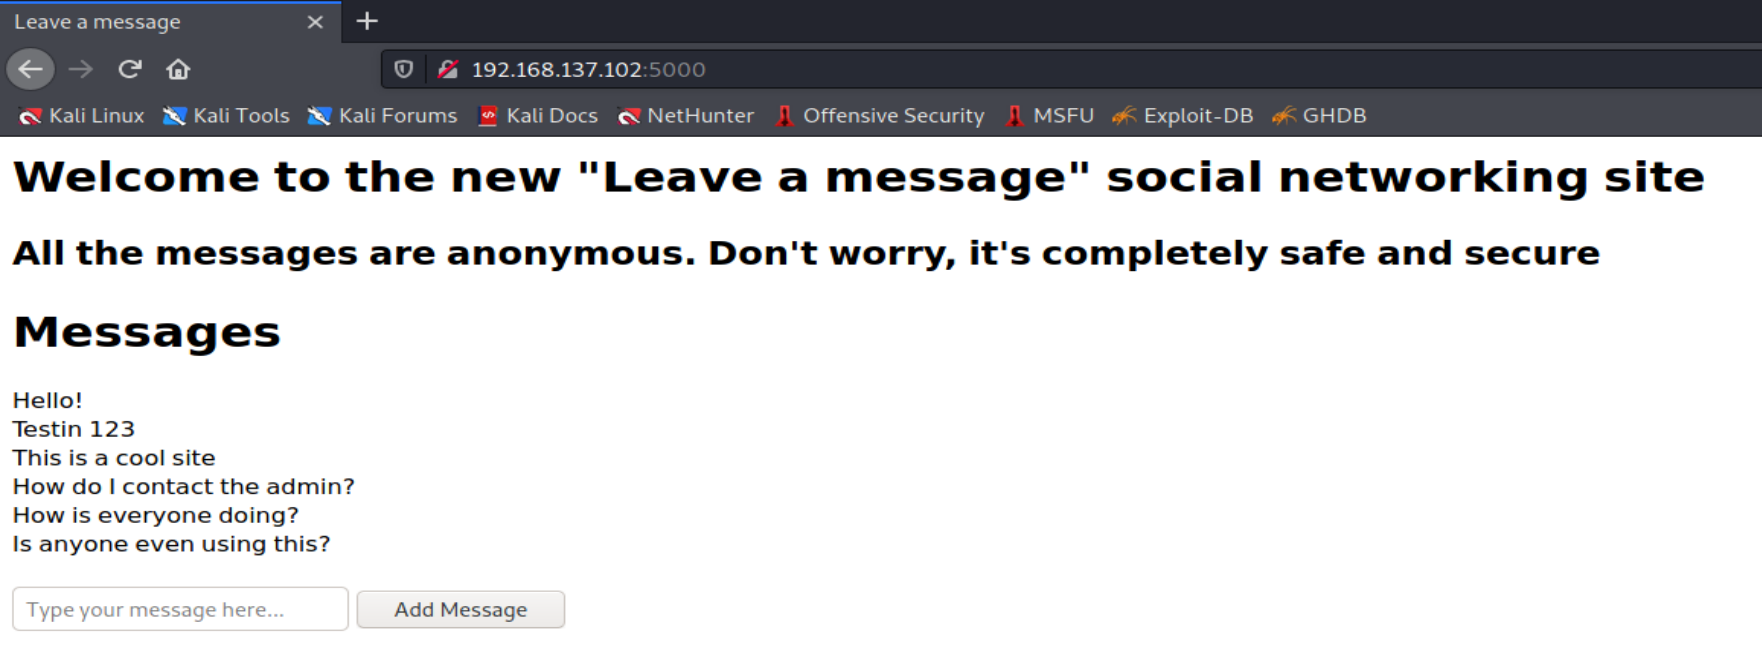 Leave a message
192.168.137.102:5000
Kali Linux Kali Tools Kali Forums Kali Docs NetHunter Offensive Security MSFU Exploit-DB GHDB
Welcome to the new "Leave a message" social networking site
All the messages are anonymous. Don't worry, it's completely safe and secure
Messages
Hello!
Testin 123
This is a cool site
How do I contact the admin?
How is everyone doing?
Is anyone even using this?
Type your message here... Add Message